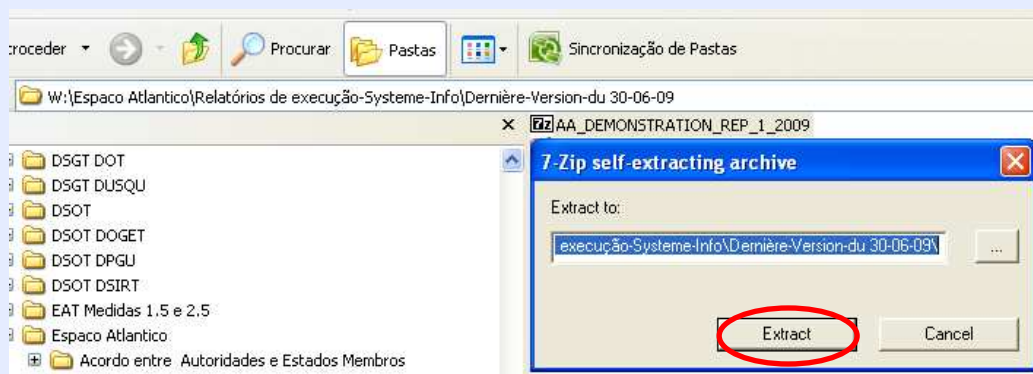 troceder Procurar Pastas Sincronização de Pastas
W:\Espaco Atlantico\Relatórios de execução-Systeme-Info\Dernière-Version-du 30-06-09
7z AA_DEMONSTRATION_REP_1_2009
7-Zip self-extracting archive
Extract to:
execução-Systeme-Info\Dernière-Version-du 30-06-09\
...
Extract Cancel
DSGT DOT
DSGT DUSQU
DSOT
DSOT DOGET
DSOT DPGU
DSOT DSIRT
EAT Medidas 1.5 e 2.5
Espaco Atlantico
Acordo entre Autoridades e Estados Membros